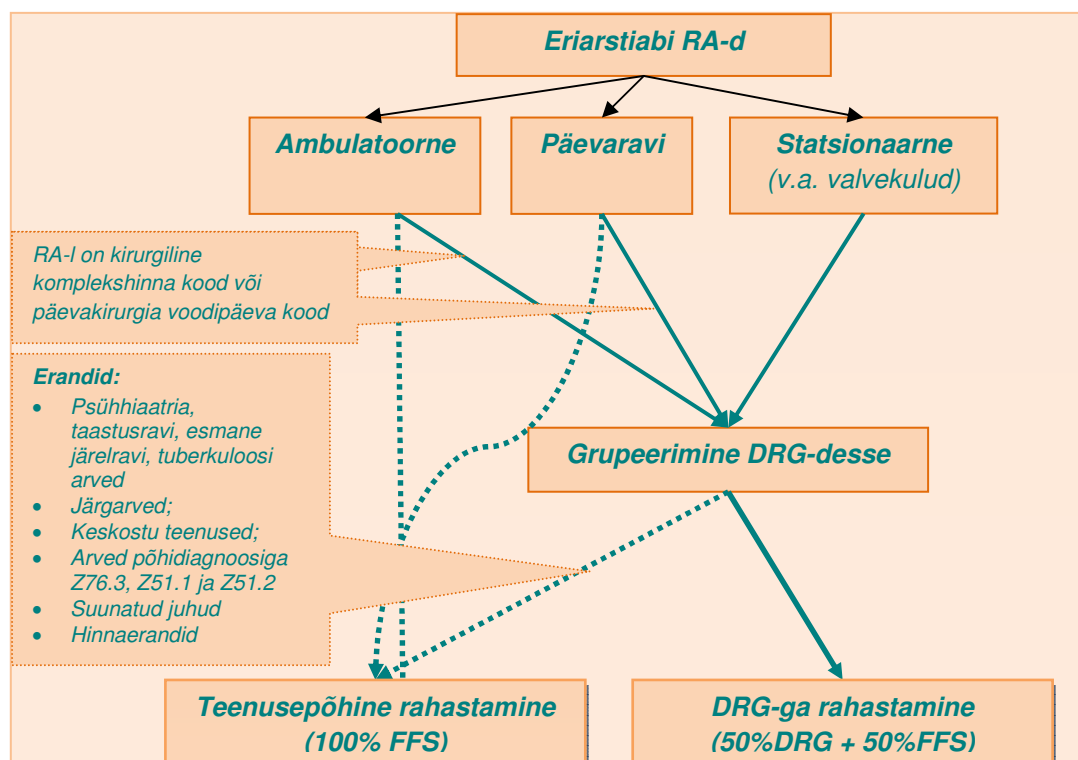 Eriarstiabi RA-d
Ambulatoorne
Päevaravi
Statsionaarne
(v.a. valvekulud)
RA-l on kirurgiline
komplekshinna kood või
päevakirurgia voodipäeva kood
Erandid:
• Psühhiaatria,
taastusravi, esmane
järelravi, tuberkuloosi
arved
• Järgarved;
• Keskostu teenused;
• Arved põhidiagnoosiga
Z76.3, Z51.1 ja Z51.2
• Suunatud juhud
• Hinnaerandid
Grupeerimine DRG-desse
Teenusepõhine rahastamine
(100% FFS)
DRG-ga rahastamine
(50%DRG + 50%FFS)